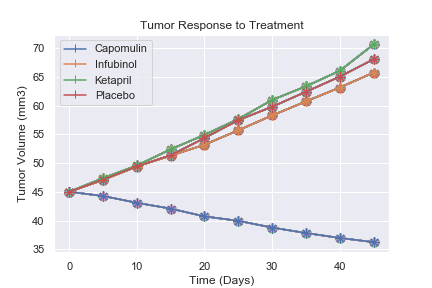 Tumor Response to Treatment
Capomulin
Infubinol
Ketapril
Placebo
Tumor Volume (mm3)
70
65
60
55
50
45
40
35
0 10 20 30 40
Time (Days)